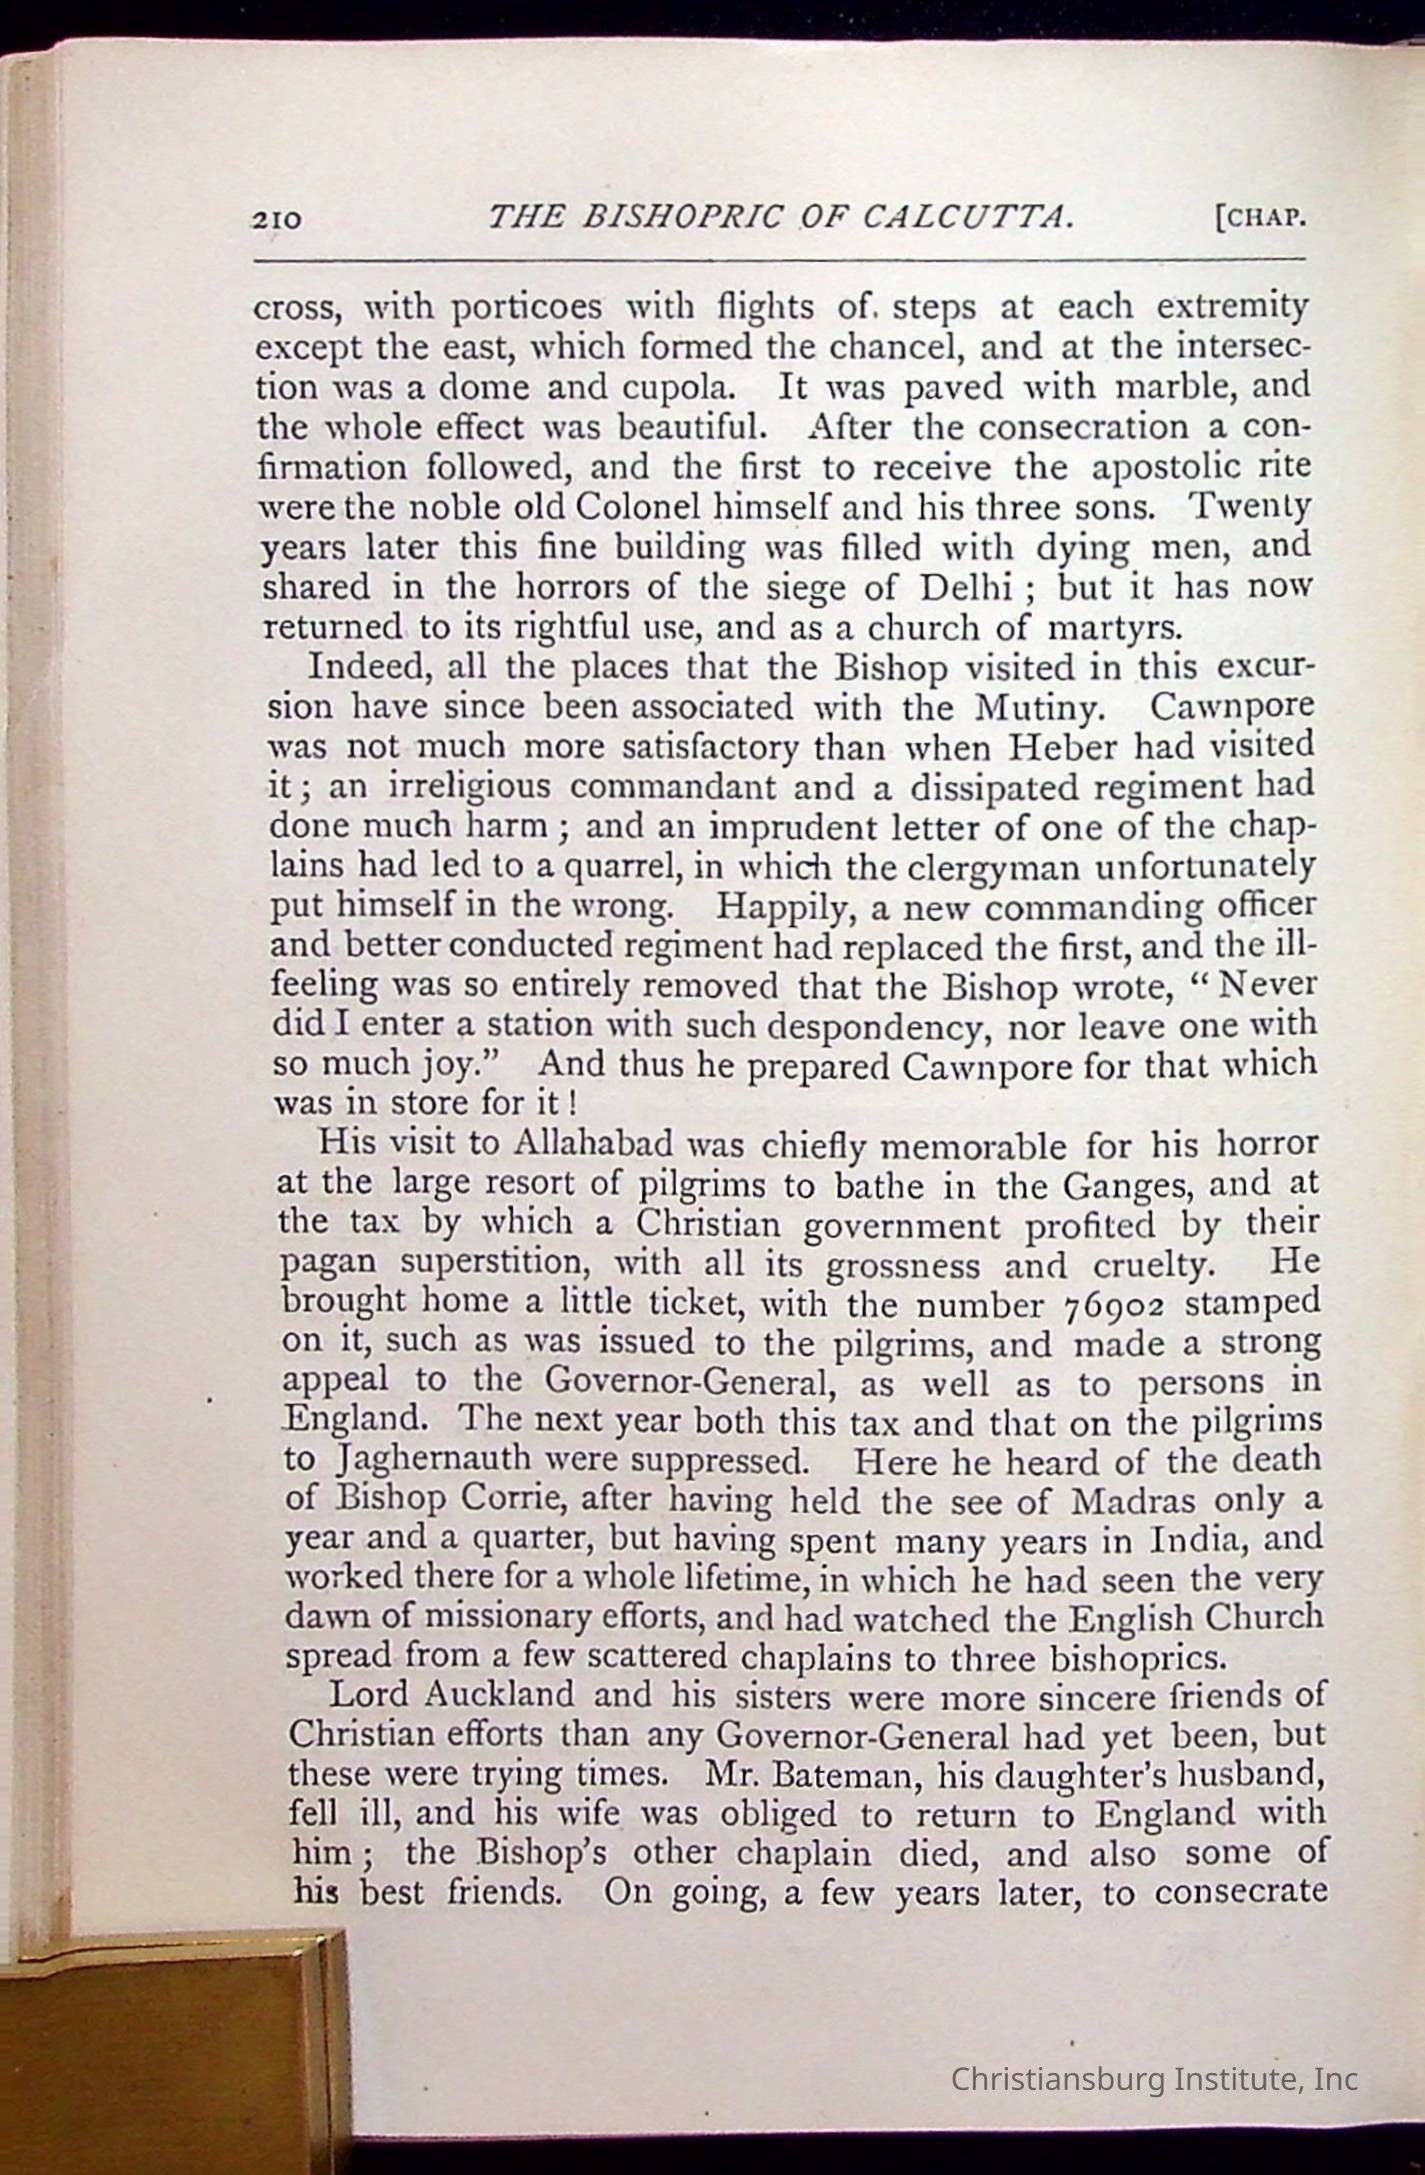 210 THE BISHOPRIC OF CALCUTTA. [CHAP.
cross, with porticoes with flights of. steps at each extremity
except the east, which formed the chancel, and at the intersec-
tion was a dome and cupola. It was paved with marble, and
the whole effect was beautiful. After the consecration a con-
firmation followed, and the first to receive the apostolic rite
were the noble old Colonel himself and his three sons. Twenty
years later this fine building was filled with dying men, and
shared in the horrors of the siege of Delhi ; but it has now
returned to its rightful use, and as a church of martyrs.
Indeed, all the places that the Bishop visited in this excur-
sion have since been associated with the Mutiny. Cawnpore
was not much more satisfactory than when Heber had visited
it ; an irreligious commandant and a dissipated regiment had
done much harm ; and an imprudent letter of one of the chap-
lains had led to a quarrel, in which the clergyman unfortunately
put himself in the wrong. Happily, a new commanding officer
and better conducted regiment had replaced the first, and the ill-
feeling was so entirely removed that the Bishop wrote, “ Never
did I enter a station with such despondency, nor leave one with
so much joy.” And thus he prepared Cawnpore for that which
was in store for it !
His visit to Allahabad was chiefly memorable for his horror
at the large resort of pilgrims to bathe in the Ganges, and at
the tax by which a Christian government profited by their
pagan superstition, with all its grossness and cruelty. He
brought home a little ticket, with the number 76902 stamped
on it, such as was issued to the pilgrims, and made a strong
appeal to the Governor-General, as well as to persons in
England. The next year both this tax and that on the pilgrims
to Jaghernauth were suppressed. Here he heard of the death
of Bishop Corrie, after having held the see of Madras only a
year and a quarter, but having spent many years in India, and
worked there for a whole lifetime, in which he had seen the very
dawn of missionary efforts, and had watched the English Church
spread from a few scattered chaplains to three bishoprics.
Lord Auckland and his sisters were more sincere friends of
Christian efforts than any Governor-General had yet been, but
these were trying times. Mr. Bateman, his daughter’s husband,
fell ill, and his wife was obliged to return to England with
him ; the Bishop’s other chaplain died, and also some of
his best friends. On going, a few years later, to consecrate
Christiansburg Institute, Inc